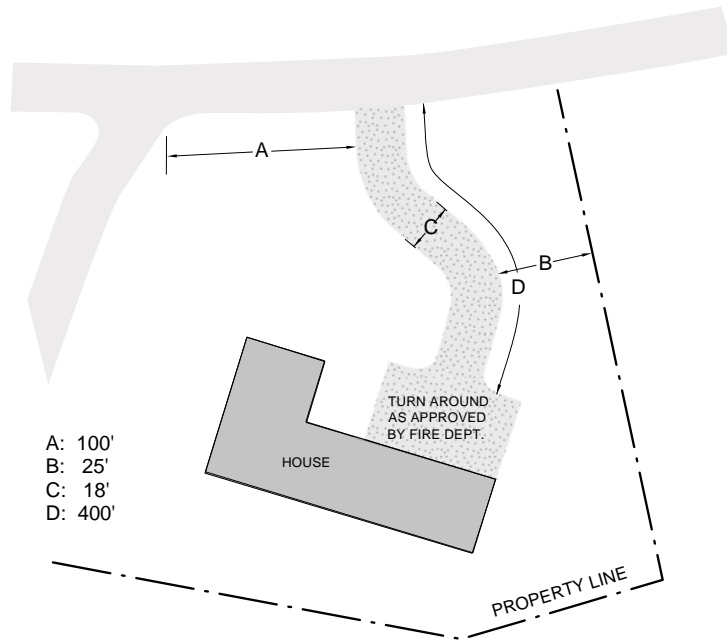 A
C
B
D
TURN AROUND
AS APPROVED
BY FIRE DEPT.
HOUSE
A: 100'
B: 25'
C: 18'
D: 400'
PROPERTY LINE